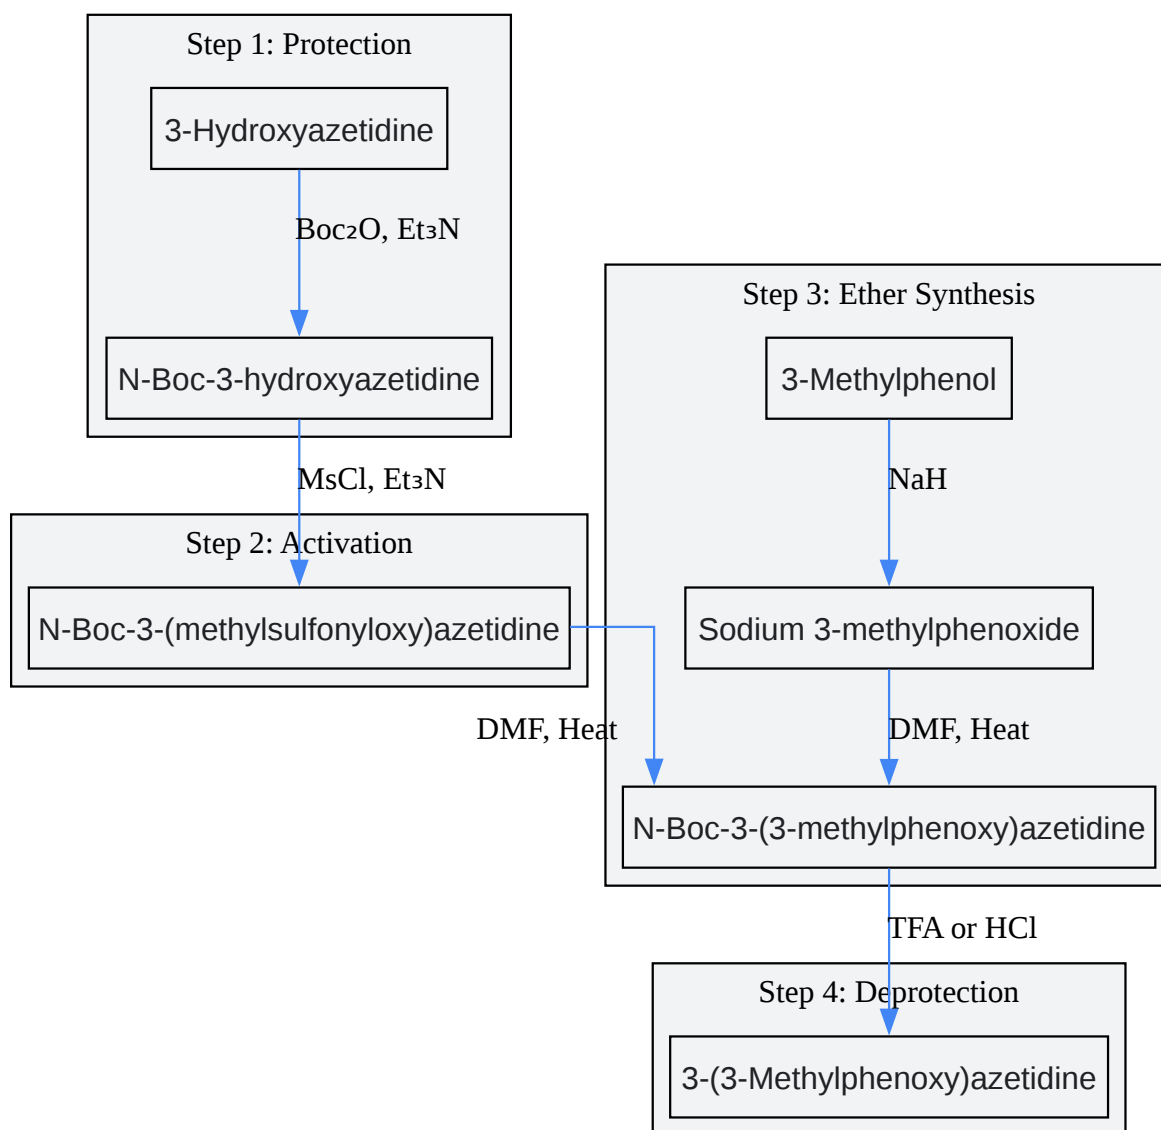 Step 1: Protection
3-Hydroxyazetidine
Boc₂O, Et₃N
N-Boc-3-hydroxyazetidine
MsCl, Et₃N
Step 2: Activation
N-Boc-3-(methylsulfonyloxy)azetidine
DMF, Heat
Step 3: Ether Synthesis
3-Methylphenol
NaH
Sodium 3-methylphenoxide
DMF, Heat
N-Boc-3-(3-methylphenoxy)azetidine
TFA or HCl
Step 4: Deprotection
3-(3-Methylphenoxy)azetidine